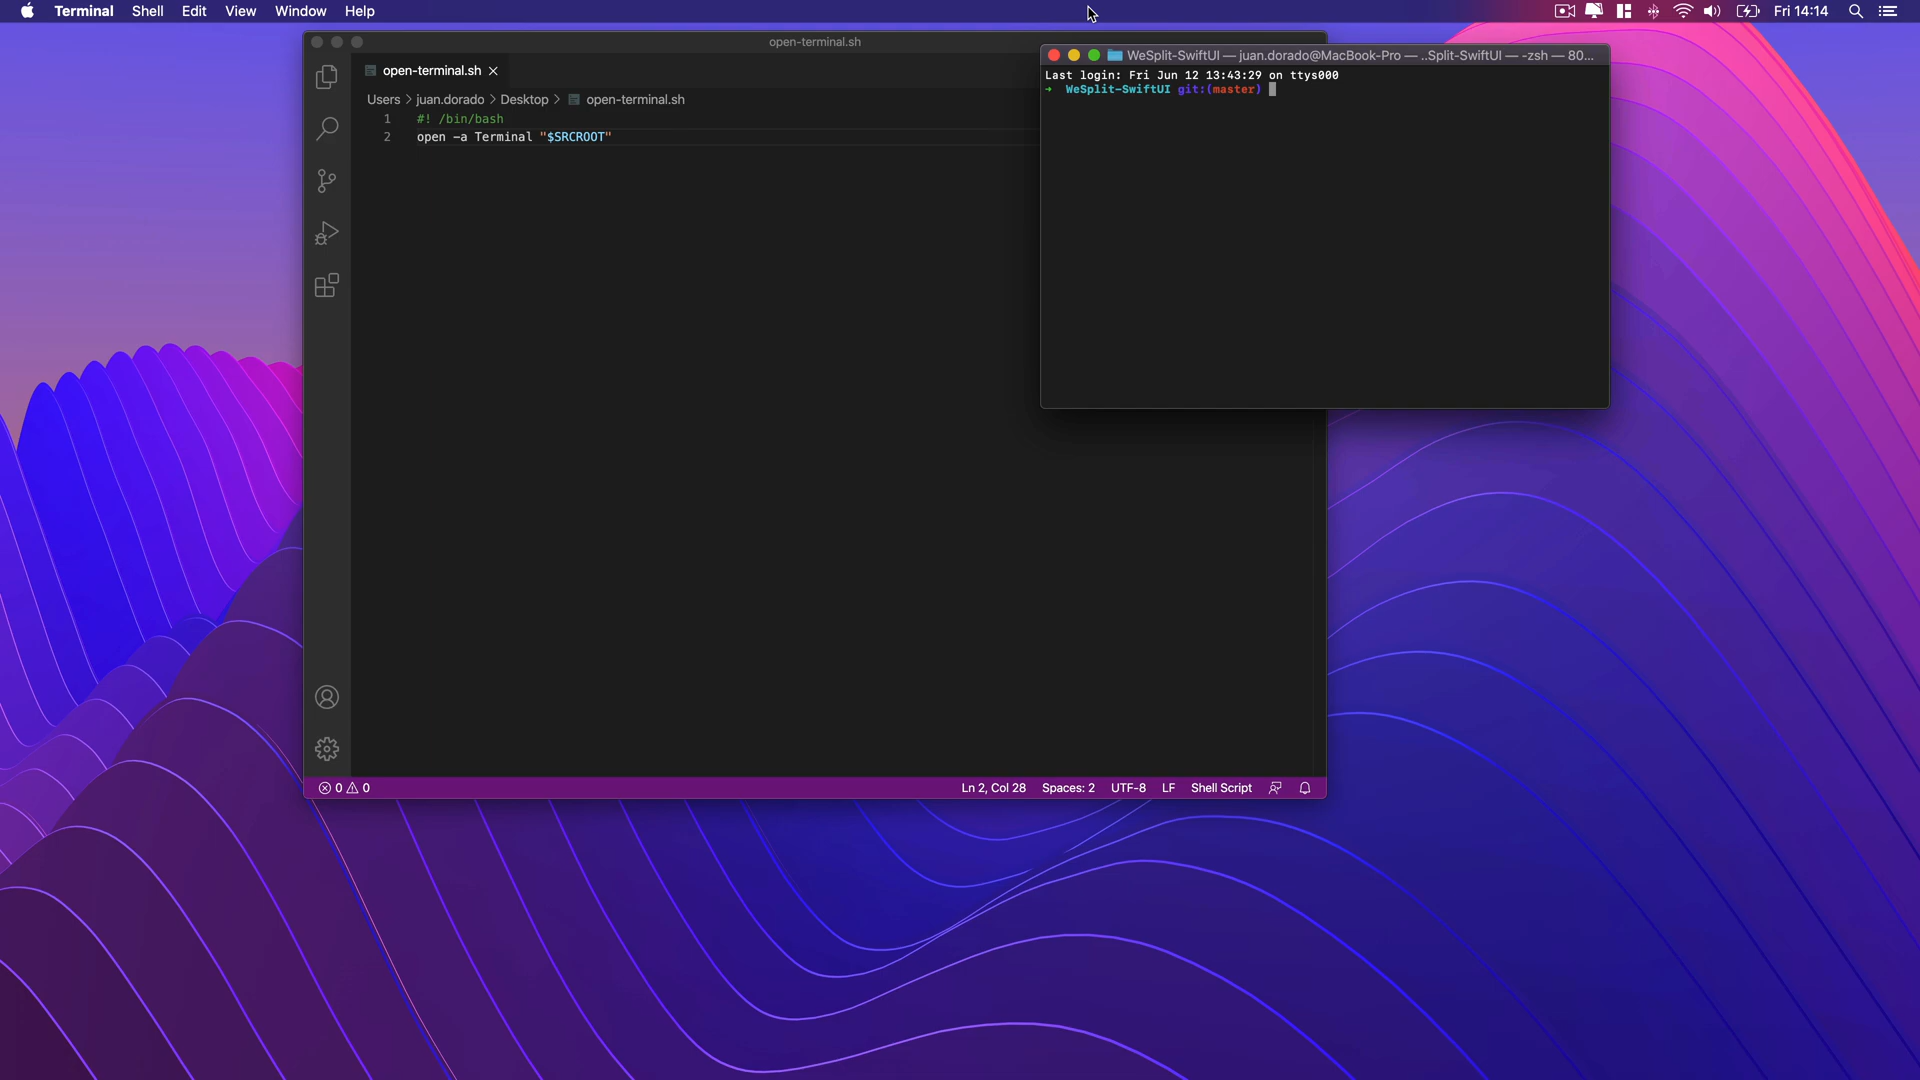 Terminal Shell Edit View Window Help Fri 14:14
open-terminal.sh
open-terminal.sh
Users > juan.dorado > Desktop > open-terminal.sh
1 #! /bin/bash
2 open -a Terminal "$SRCROOT"
WeSplit-SwiftUI — juan.dorado@MacBook-Pro — ..Split-SwiftUI — -zsh — 80...
Last login: Fri Jun 12 13:43:29 on ttys000
→ WeSplit-SwiftUI git:(master)
0 0 Ln 2, Col 28 Spaces: 2 UTF-8 LF Shell Script